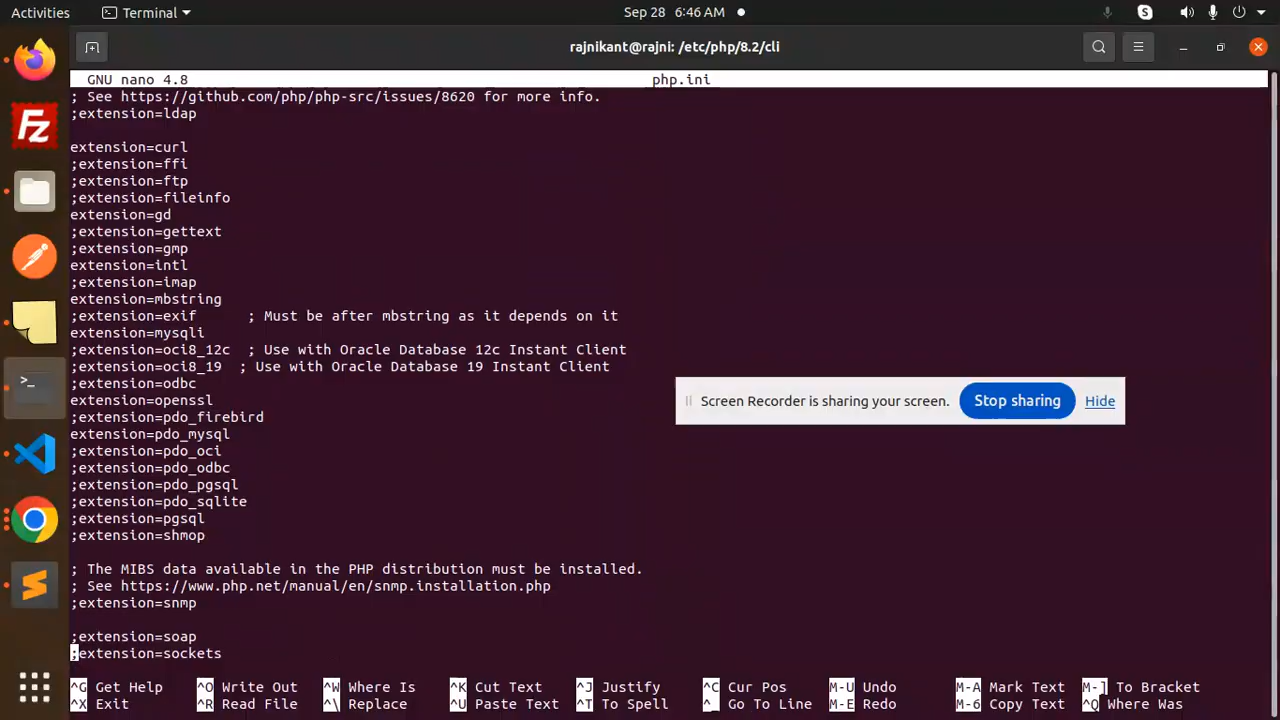 Activities Terminal Sep 28 6:46 AM
rajnikant@rajni: /etc/php/8.2/cli
GNU nano 4.8 php.ini
; See https://github.com/php/php-src/issues/8620 for more info.
;extension=ldap
extension=curl
;extension=ffi
;extension=ftp
;extension=fileinfo
extension=gd
;extension=gettext
;extension=gmp
extension=intl
;extension=imap
extension=mbstring
;extension=exif ; Must be after mbstring as it depends on it
extension=mysqli
;extension=oci8_12c ; Use with Oracle Database 12c Instant Client
;extension=oci8_19 ; Use with Oracle Database 19 Instant Client
;extension=odbc
extension=openssl
;extension=pdo_firebird
extension=pdo_mysql
;extension=pdo_oci
;extension=pdo_odbc
;extension=pdo_pgsql
;extension=pdo_sqlite
;extension=pgsql
;extension=shmop
Screen Recorder is sharing your screen. Stop sharing Hide
; The MIBS data available in the PHP distribution must be installed.
; See https://www.php.net/manual/en/snmp.installation.php
;extension=snmp
;extension=soap
;extension=sockets
^G Get Help ^O Write Out ^W Where Is ^K Cut Text ^J Justify ^C Cur Pos M-U Undo M-A Mark Text M-] To Bracket
^X Exit ^R Read File ^\ Replace ^U Paste Text ^T To Spell ^_ Go To Line M-E Redo M-6 Copy Text ^Q Where Was